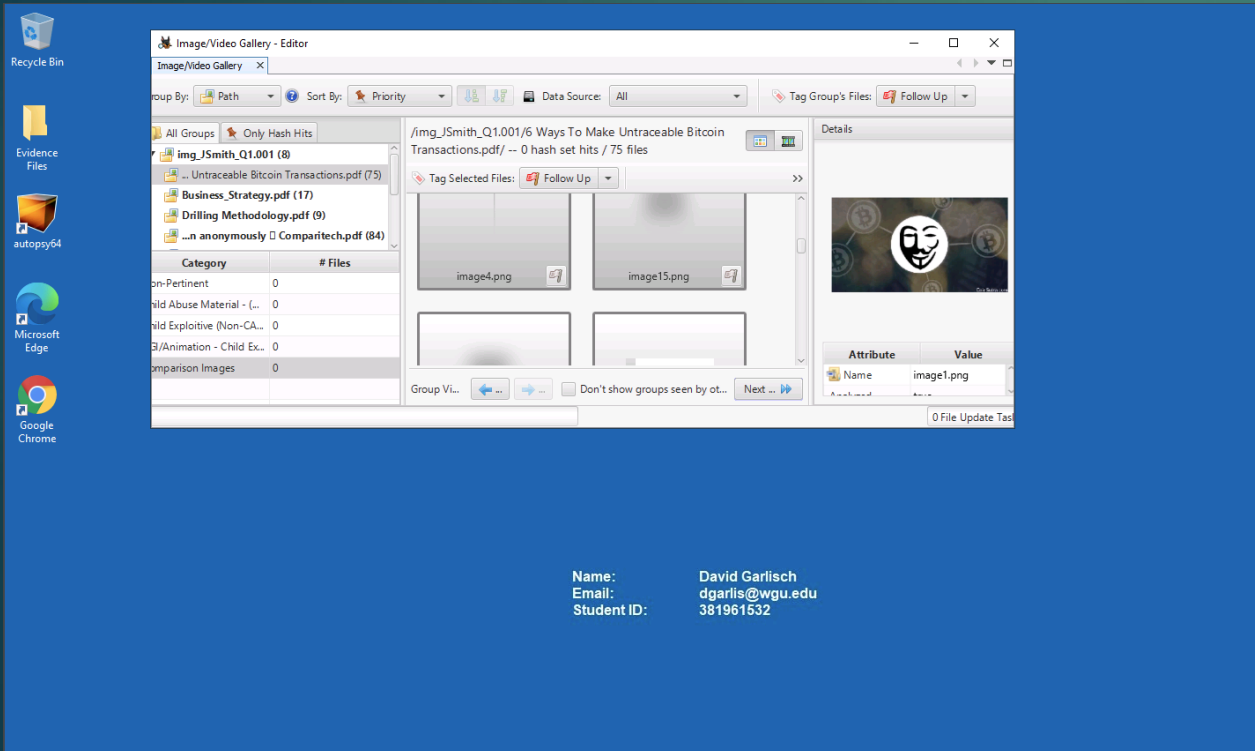 Recycle Bin
Evidence
Files
autopsy64
Microsoft
Edge
Google
Chrome
Image/Video Gallery - Editor
Image/Video Gallery X
roup By: Path Sort By: Priority Data Source: All Tag Group's Files: Follow Up
All Groups Only Hash Hits
img_JSmith_Q1.001 (8)
... Untraceable Bitcoin Transactions.pdf (75)
Business_Strategy.pdf (17)
Drilling Methodology.pdf (9)
...n anonymously ▯ Comparitech.pdf (84)
Category # Files
on-Pertinent 0
hild Abuse Material - (... 0
hild Exploitive (Non-CA... 0
GI/Animation - Child Ex... 0
omparison Images 0
/img_JSmith_Q1.001/6 Ways To Make Untraceable Bitcoin
Transactions.pdf/ -- 0 hash set hits / 75 files
Tag Selected Files: Follow Up >>
image4.png
image15.png
Group Vi... ... ... Don't show groups seen by ot... Next ...
Details
Attribute Value
Name image1.png
0 File Update Tas
Name: David Garlisch
Email: dgarlis@wgu.edu
Student ID: 381961532